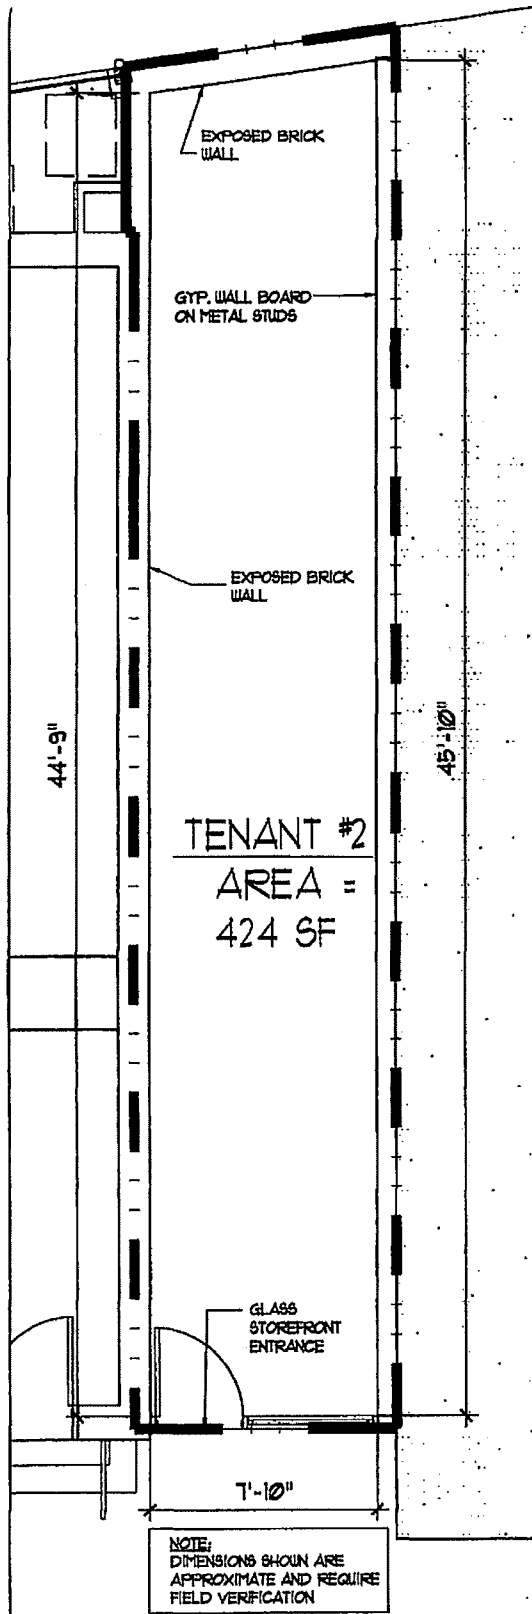 EXPOSED BRICK
WALL
GYP. WALL BOARD
ON METAL STUDS
EXPOSED BRICK
WALL
44'-9"
45'-10"
TENANT #2
AREA =
424 SF
GLASS
STOREFRONT
ENTRANCE
7'-10"
NOTE:
DIMENSIONS SHOWN ARE
APPROXIMATE AND REQUIRE
FIELD VERIFICATION